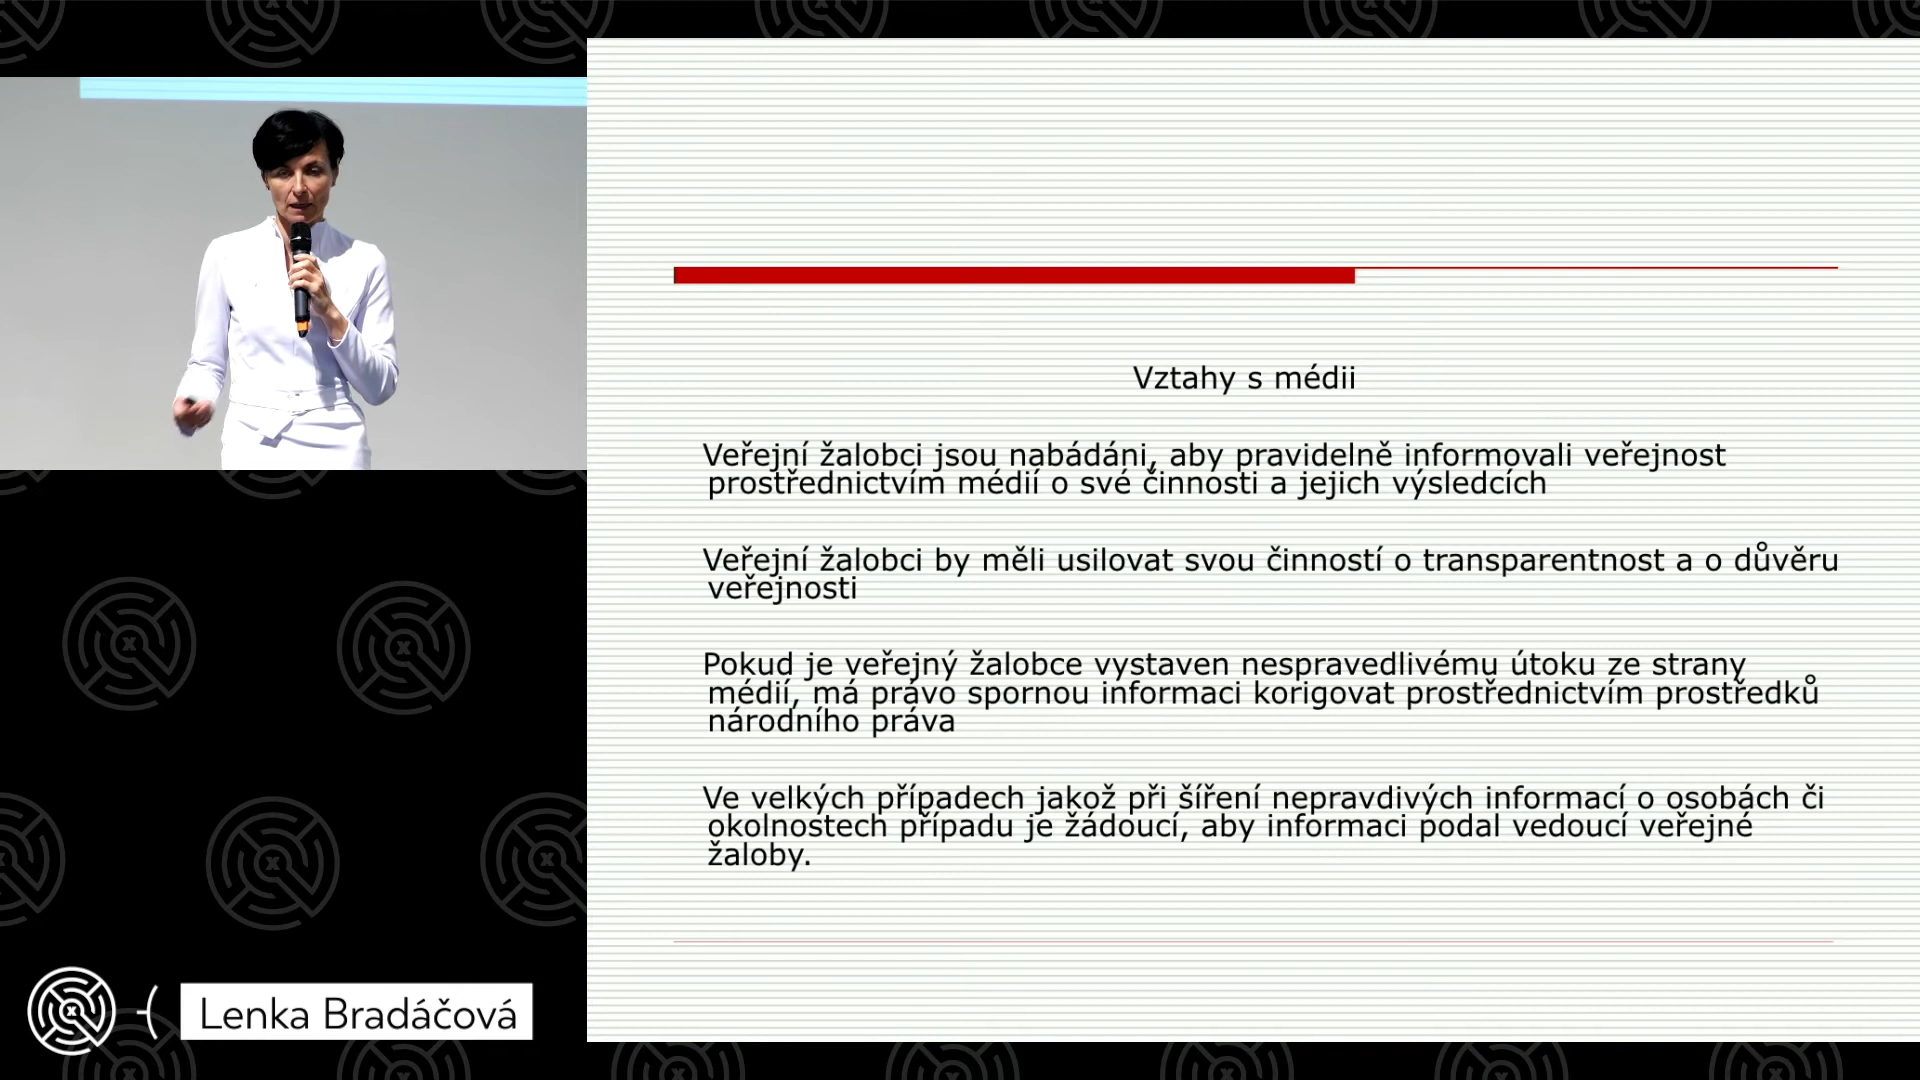 Vztahy s médii
Veřejní žalobci jsou nabádáni, aby pravidelně informovali veřejnost
prostřednictvím médií o své činnosti a jejich výsledcích
Veřejní žalobci by měli usilovat svou činností o transparentnost a o důvěru
veřejnosti
Pokud je veřejný žalobce vystaven nespravedlivému útoku ze strany
médií, má právo spornou informaci korigovat prostřednictvím prostředků
národního práva
Ve velkých případech jakož při šíření nepravdivých informací o osobách či
okolnostech případu je žádoucí, aby informaci podal vedoucí veřejné
žaloby.
Lenka Bradáčová